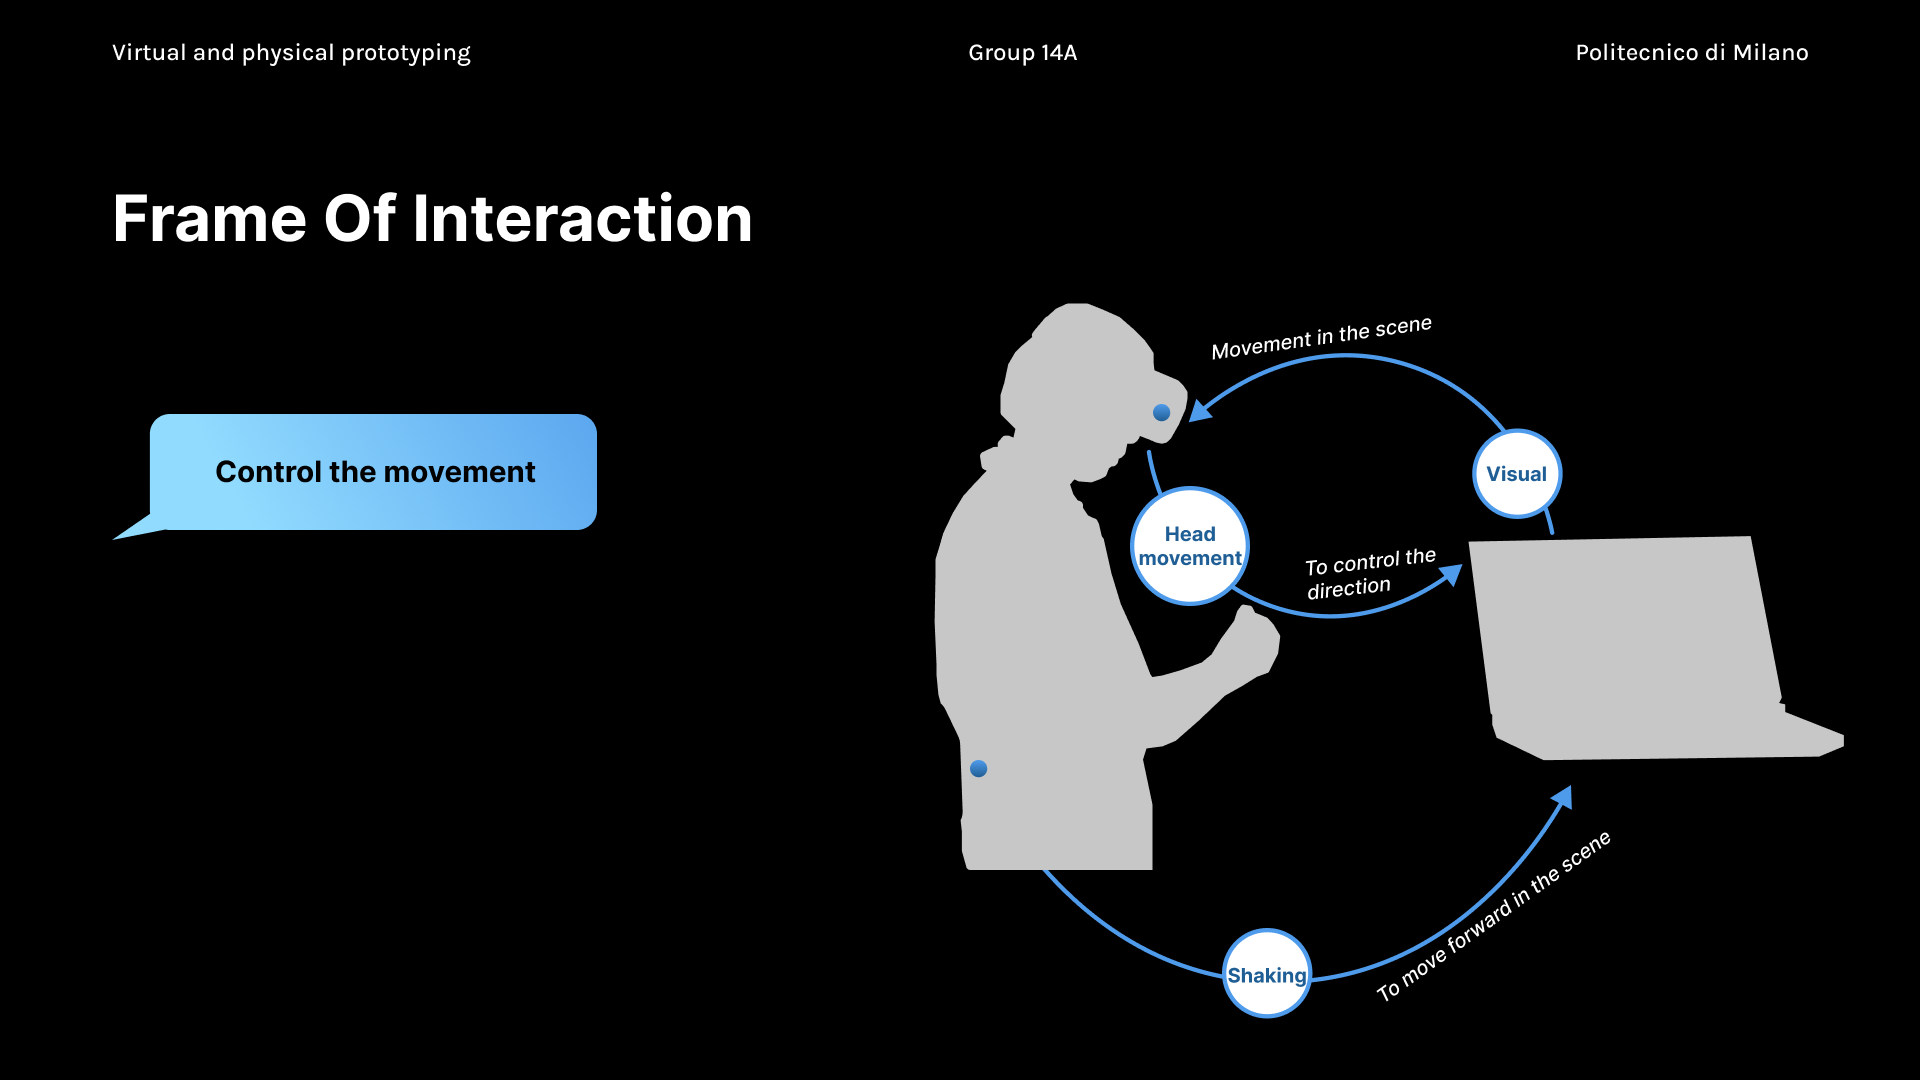 Virtual and physical prototyping
Group 14A
Politecnico di Milano
Frame Of Interaction
Control the movement
Movement in the scene
Visual
Head
movement
To control the
direction
Shaking
To move forward in the scene